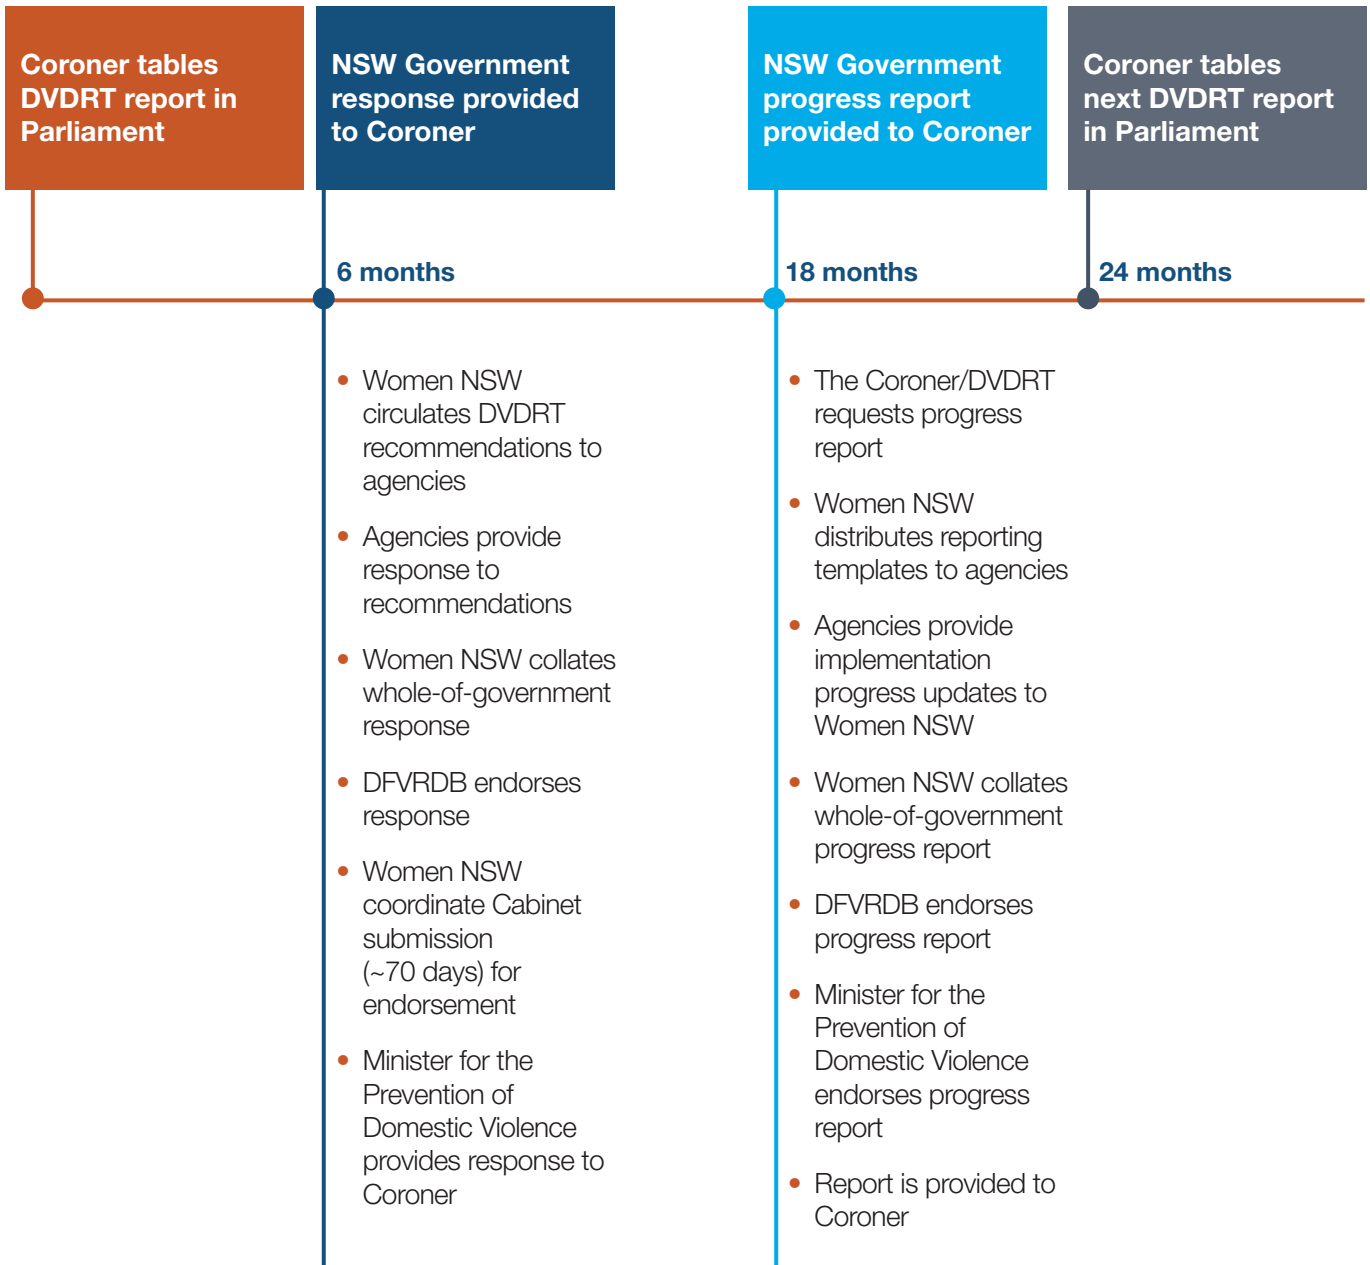 Coroner tables
DVDRT report in
Parliament
NSW Government
response provided
to Coroner
NSW Government
progress report
provided to Coroner
Coroner tables
next DVDRT report
in Parliament
6 months
18 months
24 months
• Women NSW
circulates DVDRT
recommendations to
agencies
• Agencies provide
response to
recommendations
• Women NSW collates
whole-of-government
response
• DFVRDB endorses
response
• Women NSW
coordinate Cabinet
submission
(~70 days) for
endorsement
• Minister for the
Prevention of
Domestic Violence
provides response to
Coroner
• The Coroner/DVDRT
requests progress
report
• Women NSW
distributes reporting
templates to agencies
• Agencies provide
implementation
progress updates to
Women NSW
• Women NSW collates
whole-of-government
progress report
• DFVRDB endorses
progress report
• Minister for the
Prevention of
Domestic Violence
endorses progress
report
• Report is provided to
Coroner